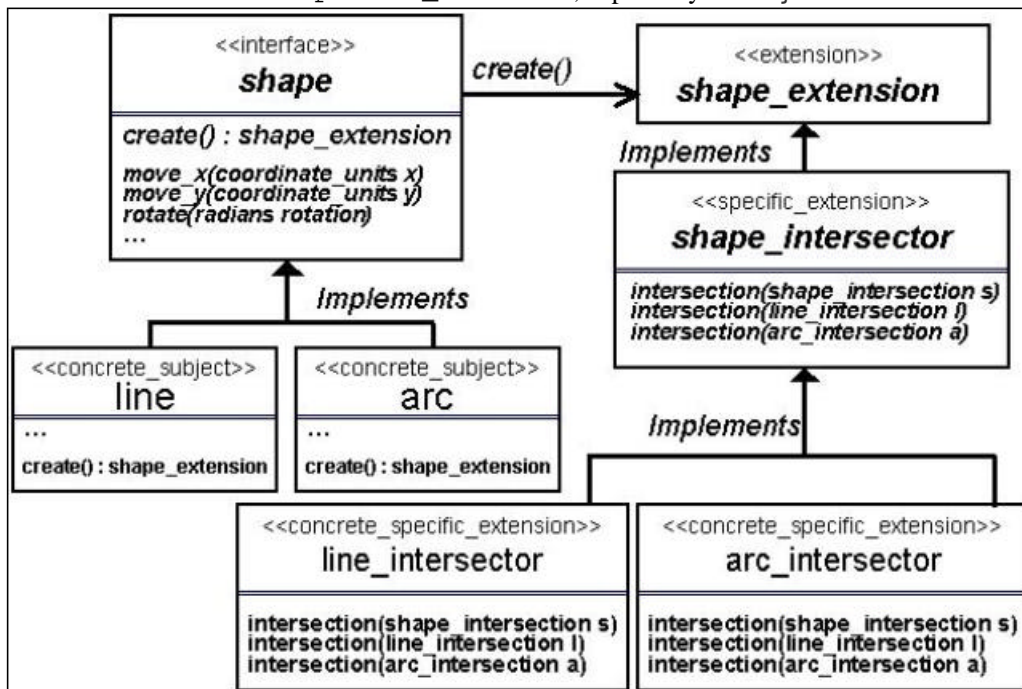 <<interface>>
shape
create() : shape_extension
move_x(coordinate_units x)
move_y(coordinate_units y)
rotate(radians rotation)
...
create()
<<extension>>
shape_extension
Implements
<<specific_extension>>
shape_intersector
intersection(shape_intersection s)
intersection(line_intersection l)
intersection(arc_intersection a)
Implements
<<concrete_subject>>
line
...
create() : shape_extension
<<concrete_subject>>
arc
...
create() : shape_extension
Implements
<<concrete_specific_extension>>
line_intersector
intersection(shape_intersection s)
intersection(line_intersection l)
intersection(arc_intersection a)
<<concrete_specific_extension>>
arc_intersector
intersection(shape_intersection s)
intersection(line_intersection l)
intersection(arc_intersection a)